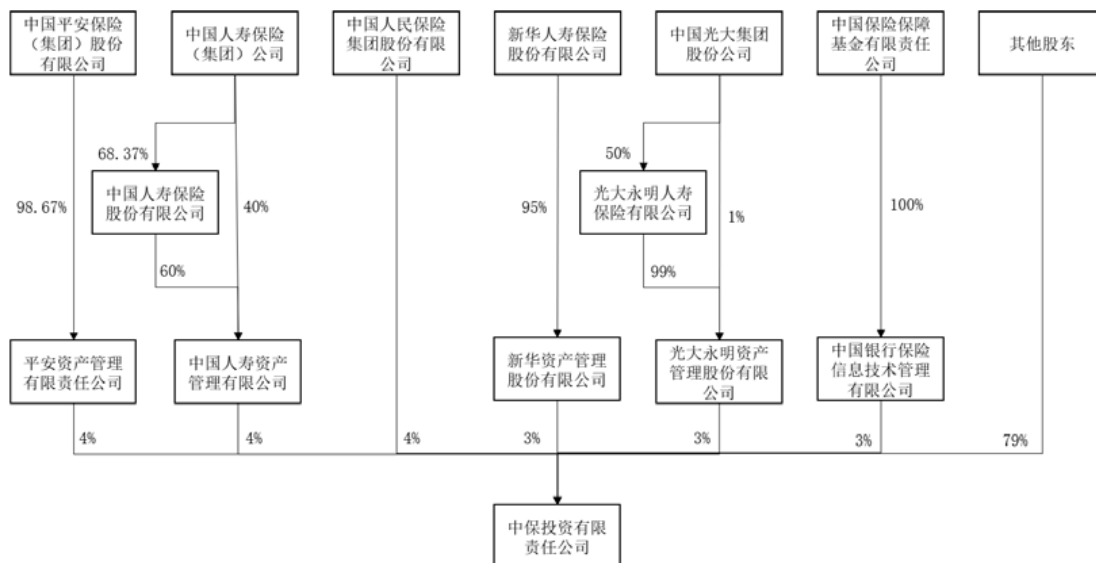 中国平安保险
（集团）股份
有限公司
中国人寿保险
（集团）公司
中国人民保险
集团股份有限
公司
新华人寿保险
股份有限公司
中国光大集团
股份公司
中国保险保障
基金有限责任
公司
其他股东
68.37%
50%
中国人寿保险
股份有限公司
光大永明人寿
保险有限公司
98.67%
40%
95%
1%
100%
60%
99%
平安资产管理
有限责任公司
中国人寿资产
管理有限公司
新华资产管理
股份有限公司
光大永明资产
管理股份有限
公司
中国银行保险
信息技术管理
有限公司
4%
4%
4%
3%
3%
3%
79%
中保投资有限
责任公司